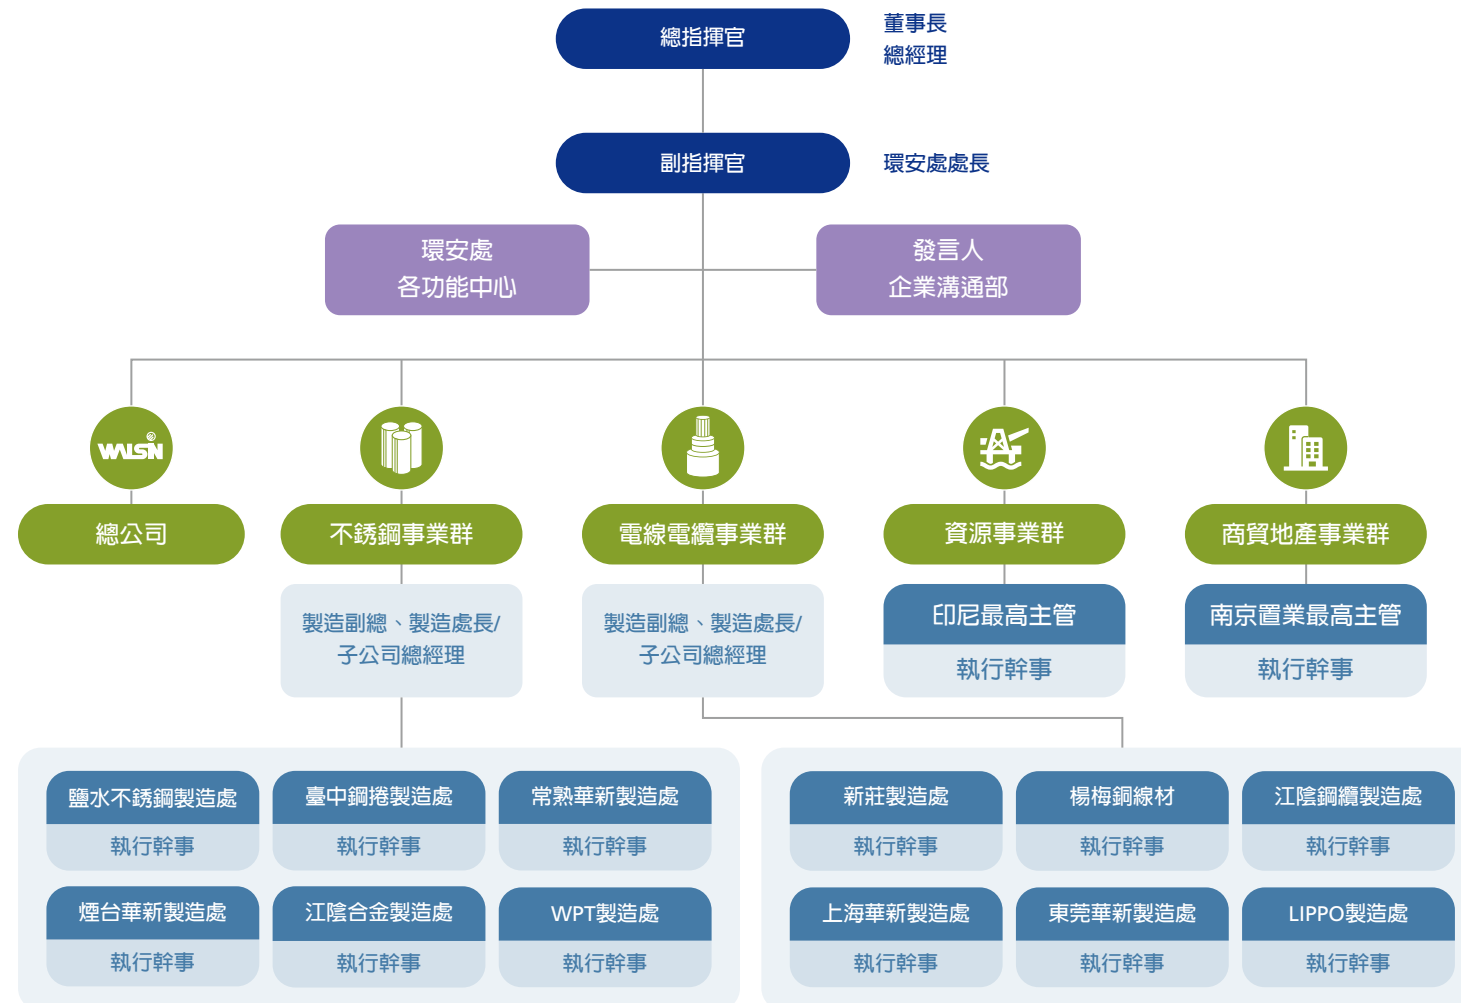 總指揮官
董事長
總經理
副指揮官
環安處處長
環安處
各功能中心
發言人
企業溝通部
WALSIN
總公司
不銹鋼事業群
電線電纜事業群
資源事業群
商貿地產事業群
製造副總、製造處長/
子公司總經理
製造副總、製造處長/
子公司總經理
印尼最高主管
執行幹事
南京置業最高主管
執行幹事
鹽水不銹鋼製造處
執行幹事
臺中鋼捲製造處
執行幹事
常熟華新製造處
執行幹事
煙台華新製造處
執行幹事
江陰合金製造處
執行幹事
WPT製造處
執行幹事
新莊製造處
執行幹事
楊梅銅線材
執行幹事
江陰鋼纜製造處
執行幹事
上海華新製造處
執行幹事
東莞華新製造處
執行幹事
LIPPO製造處
執行幹事